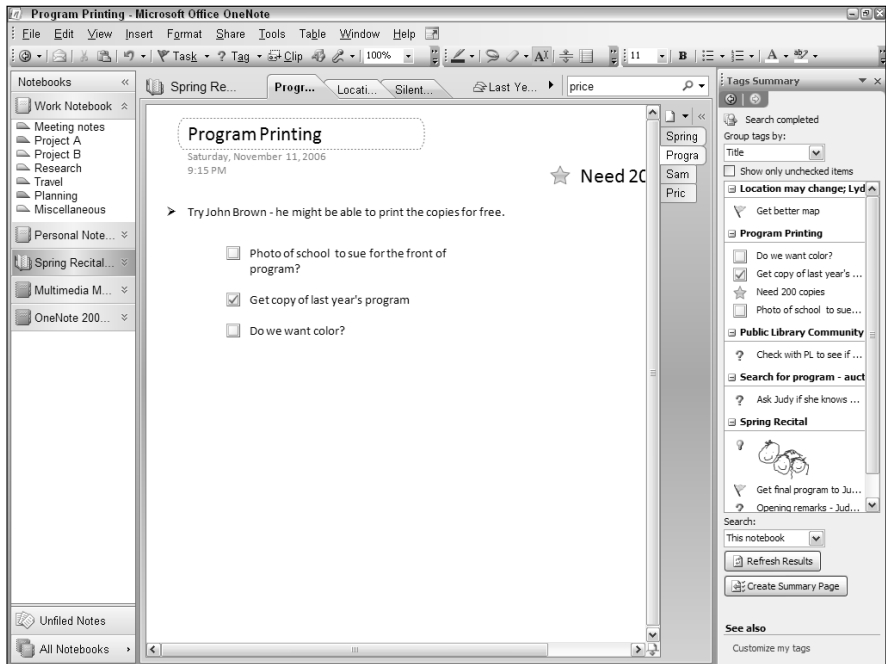 Program Printing - Microsoft Office OneNote
File Edit View Insert Format Share Tools Table Window Help
Task ? Tag Clip 100% 11 B A ab
Notebooks «
Work Notebook
Meeting notes
Project A
Project B
Research
Travel
Planning
Miscellaneous
Personal Note...
Spring Recital...
Multimedia M...
OneNote 200...
Unfiled Notes
All Notebooks
Spring Re... Progr... Locati... Silent... Last Ye... price
Program Printing
Saturday, November 11, 2006
9:15 PM
Need 20
Try John Brown - he might be able to print the copies for free.
Photo of school to sue for the front of
program?
Get copy of last year's program
Do we want color?
Spring
Progra
Sam
Pric
Tags Summary
Search completed
Group tags by:
Title
Show only unchecked items
Location may change; Lyd
Get better map
Program Printing
Do we want color?
Get copy of last year's ...
Need 200 copies
Photo of school to sue...
Public Library Community
? Check with PL to see if ...
Search for program - auct
? Ask Judy if she knows ...
Spring Recital
Get final program to Ju...
? Opening remarks - Jud...
Search:
This notebook
Refresh Results
Create Summary Page
See also
Customize my tags